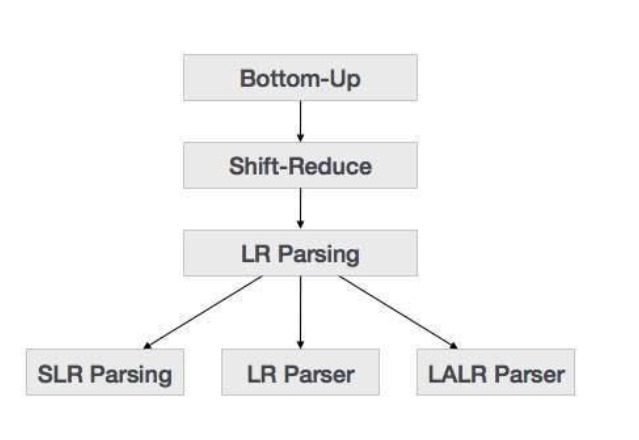 Bottom-Up
Shift-Reduce
LR Parsing
SLR Parsing
LR Parser
LALR Parser